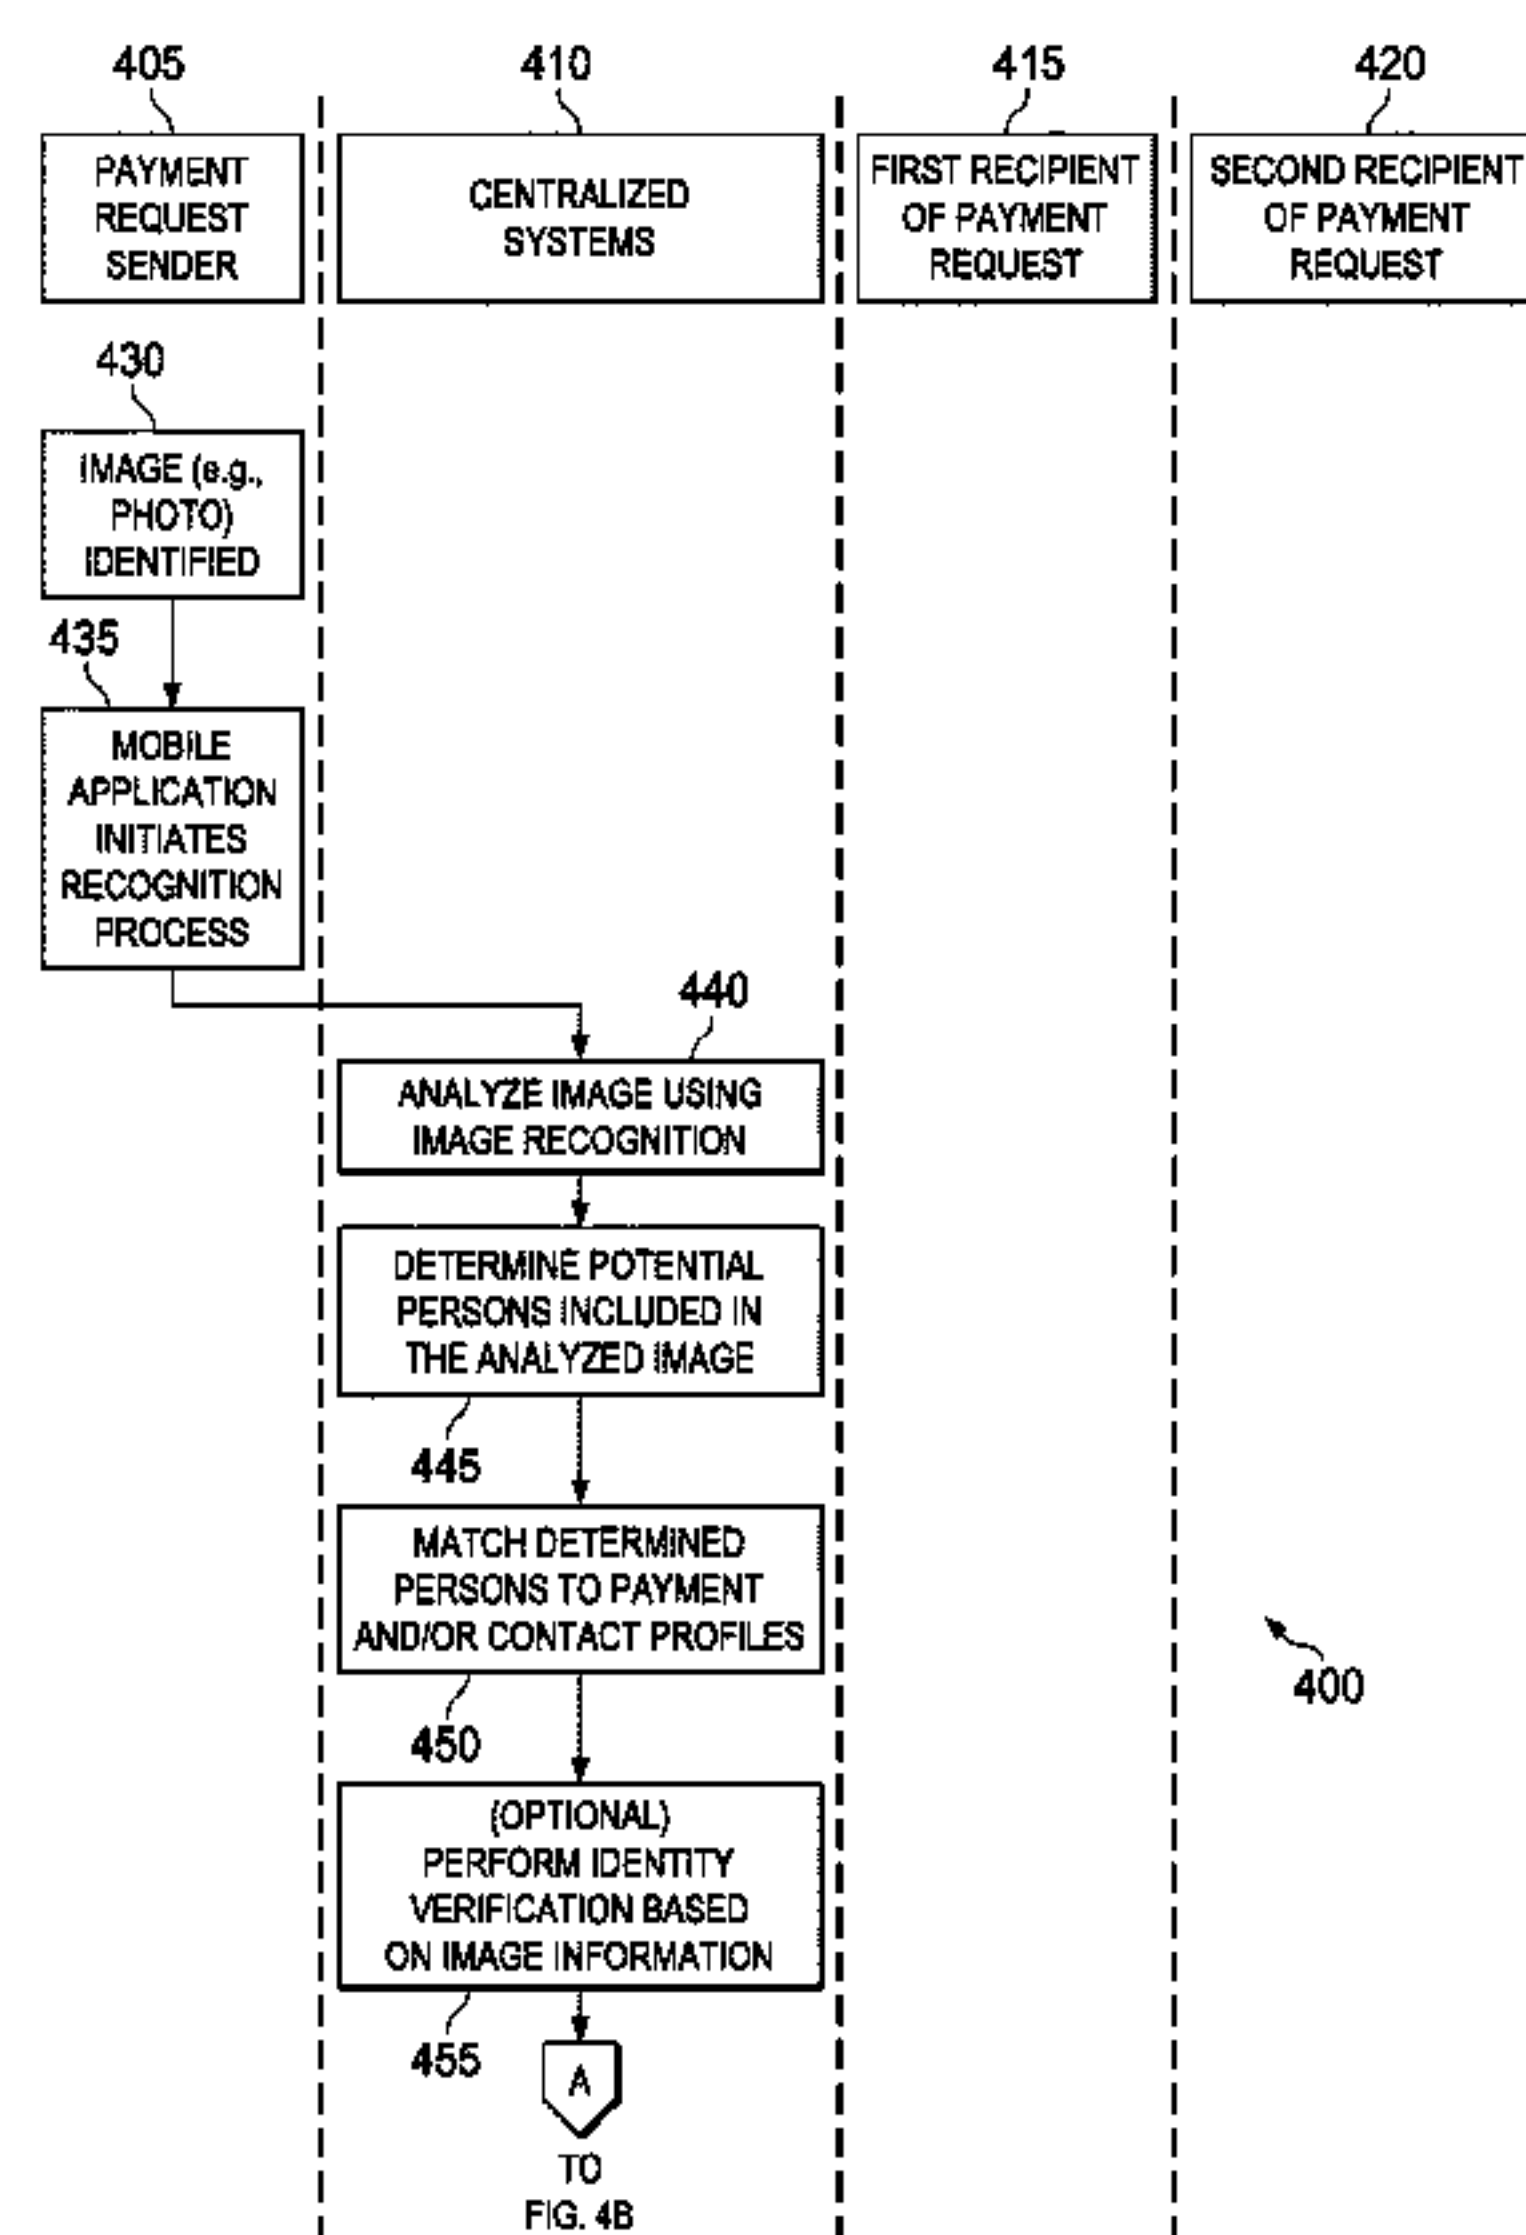 405
410
415
420
PAYMENT
REQUEST
SENDER
CENTRALIZED
SYSTEMS
FIRST RECIPIENT
OF PAYMENT
REQUEST
SECOND RECIPIENT
OF PAYMENT
REQUEST
430
IMAGE (e.g.,
PHOTO)
IDENTIFIED
435
MOBILE
APPLICATION
INITIATES
RECOGNITION
PROCESS
440
ANALYZE IMAGE USING
IMAGE RECOGNITION
DETERMINE POTENTIAL
PERSONS INCLUDED IN
THE ANALYZED IMAGE
445
MATCH DETERMINED
PERSONS TO PAYMENT
AND/OR CONTACT PROFILES
450
400
(OPTIONAL)
PERFORM IDENTITY
VERIFICATION BASED
ON IMAGE INFORMATION
455
A
TO
FIG. 4B